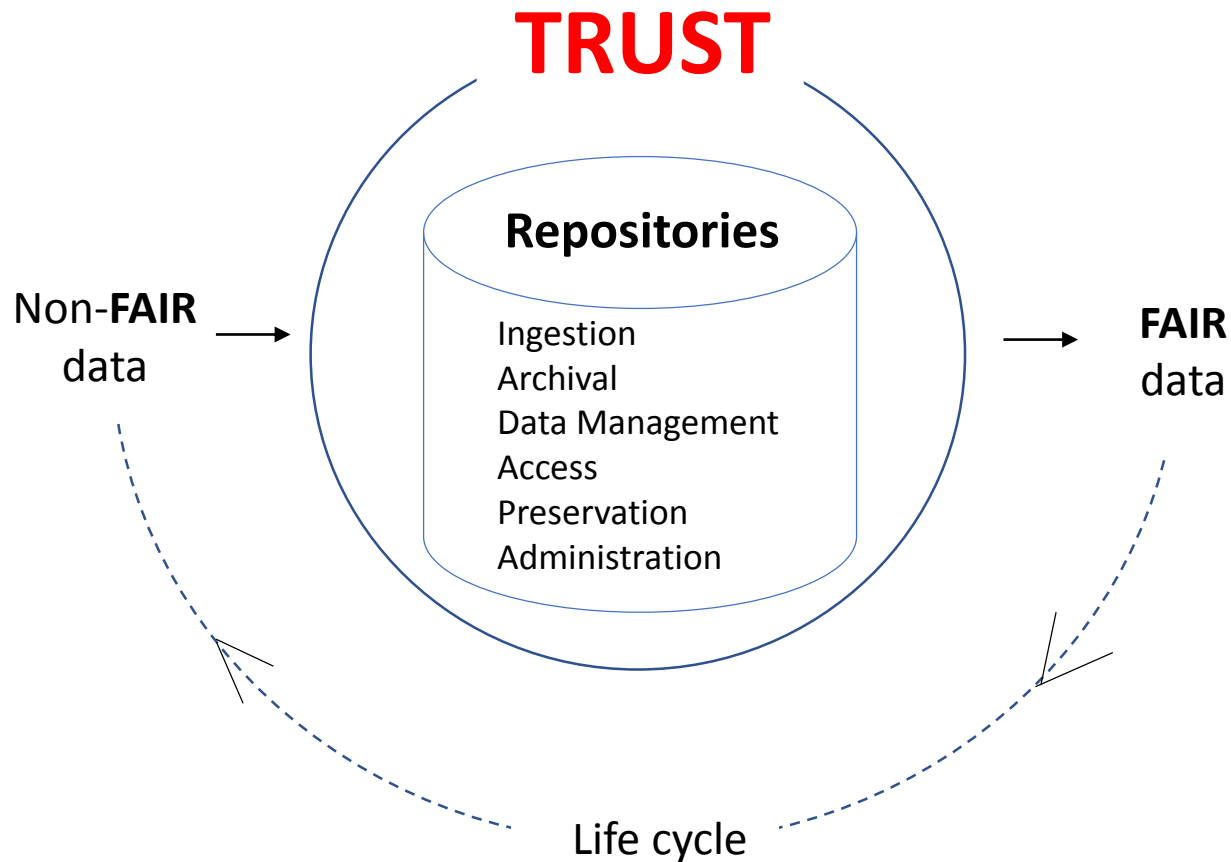 TRUST
Repositories
Non-FAIR
data
Ingestion
Archival
Data Management
Access
Preservation
Administration
FAIR
data
Life cycle